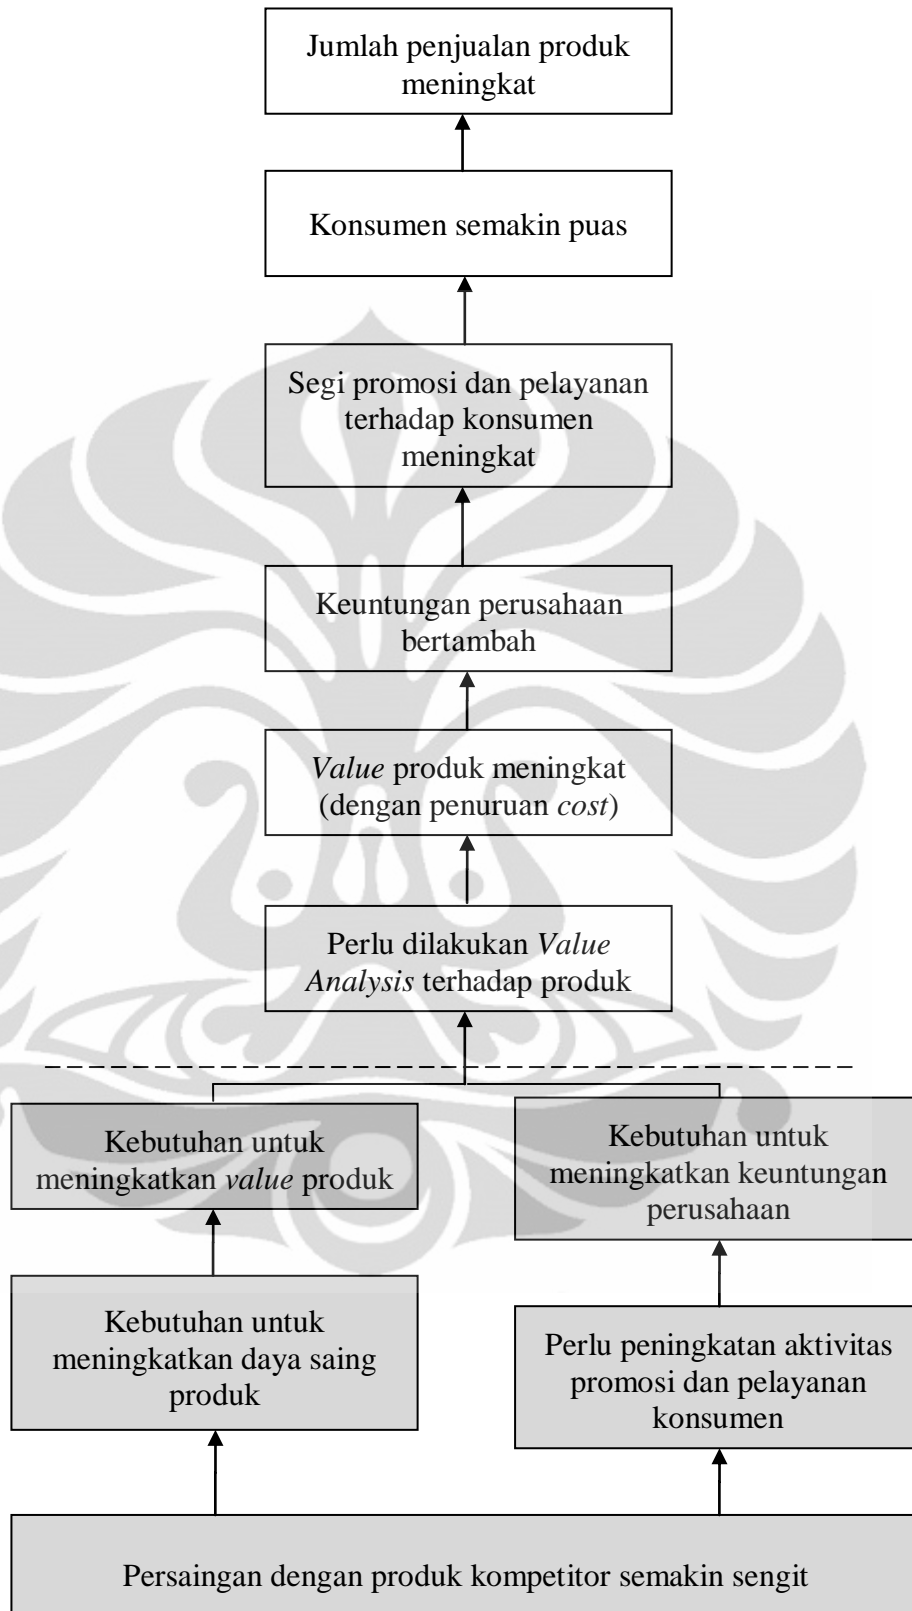 Jumlah penjualan produk
meningkat
Konsumen semakin puas
Segi promosi dan pelayanan
terhadap konsumen
meningkat
Keuntungan perusahaan
bertambah
Value produk meningkat
(dengan penuruan cost)
Perlu dilakukan Value
Analysis terhadap produk
Kebutuhan untuk
meningkatkan value produk
Kebutuhan untuk
meningkatkan keuntungan
perusahaan
Kebutuhan untuk
meningkatkan daya saing
produk
Perlu peningkatan aktivitas
promosi dan pelayanan
konsumen
Persaingan dengan produk kompetitor semakin sengit